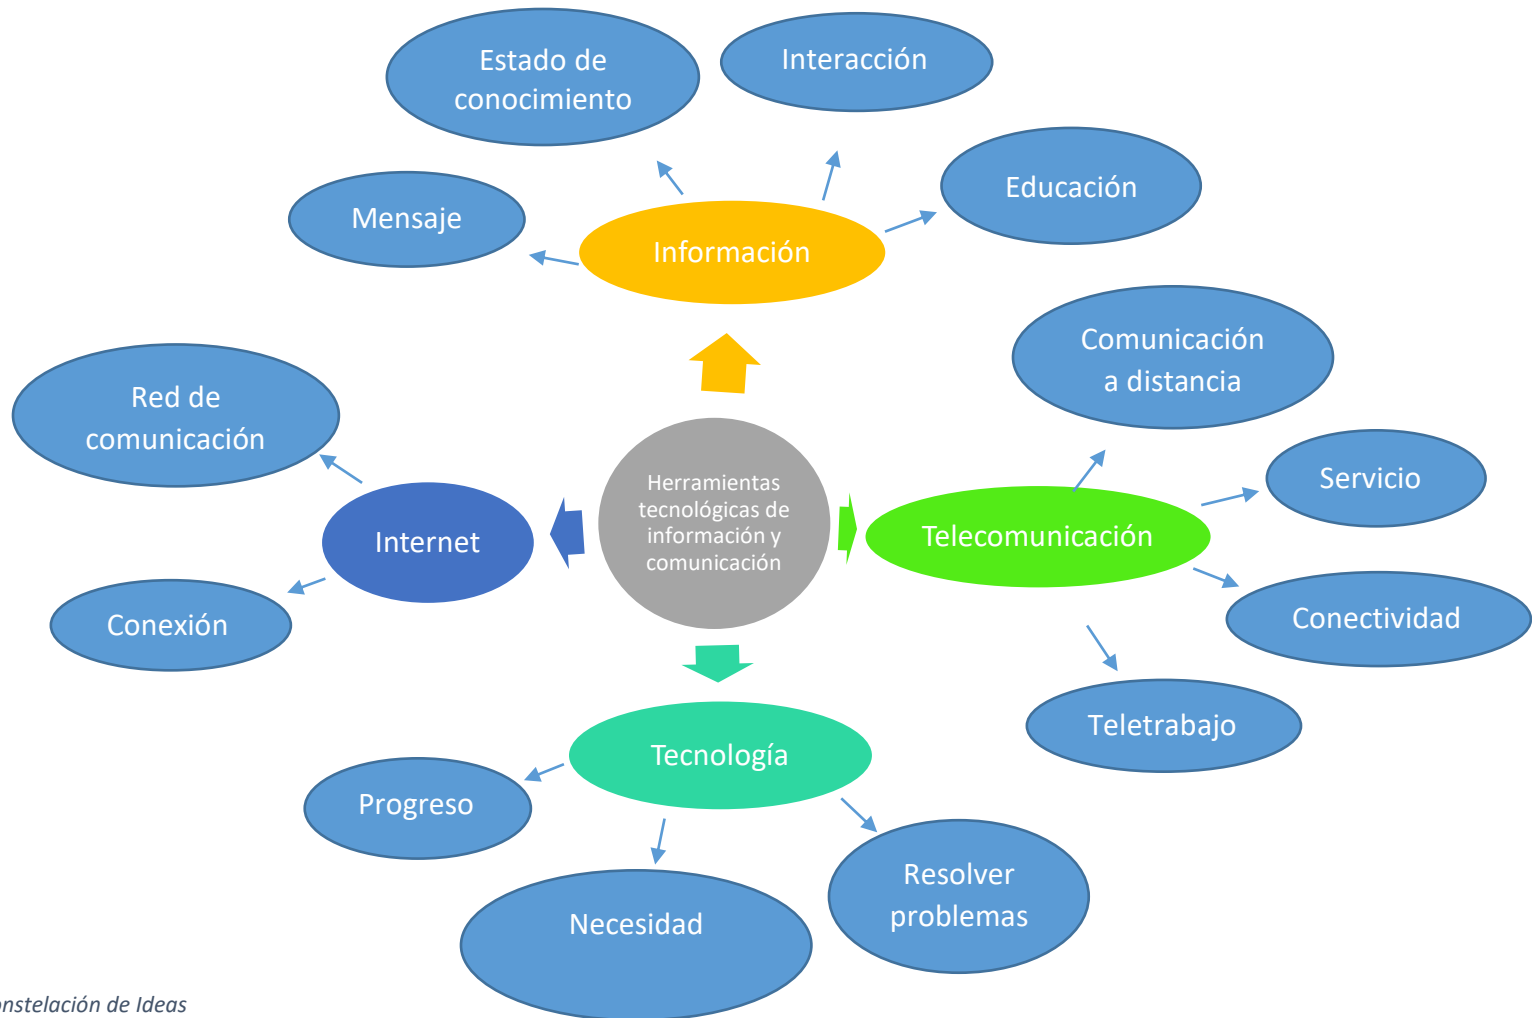 Estado de
conocimiento
Interacción
Educación
Mensaje
Información
Comunicación
a distancia
Red de
comunicación
Servicio
Herramientas
tecnológicas de
información y
comunicación
Internet
Telecomunicación
Conexión
Conectividad
Teletrabajo
Tecnología
Progreso
Resolver
problemas
Necesidad
de Ideas